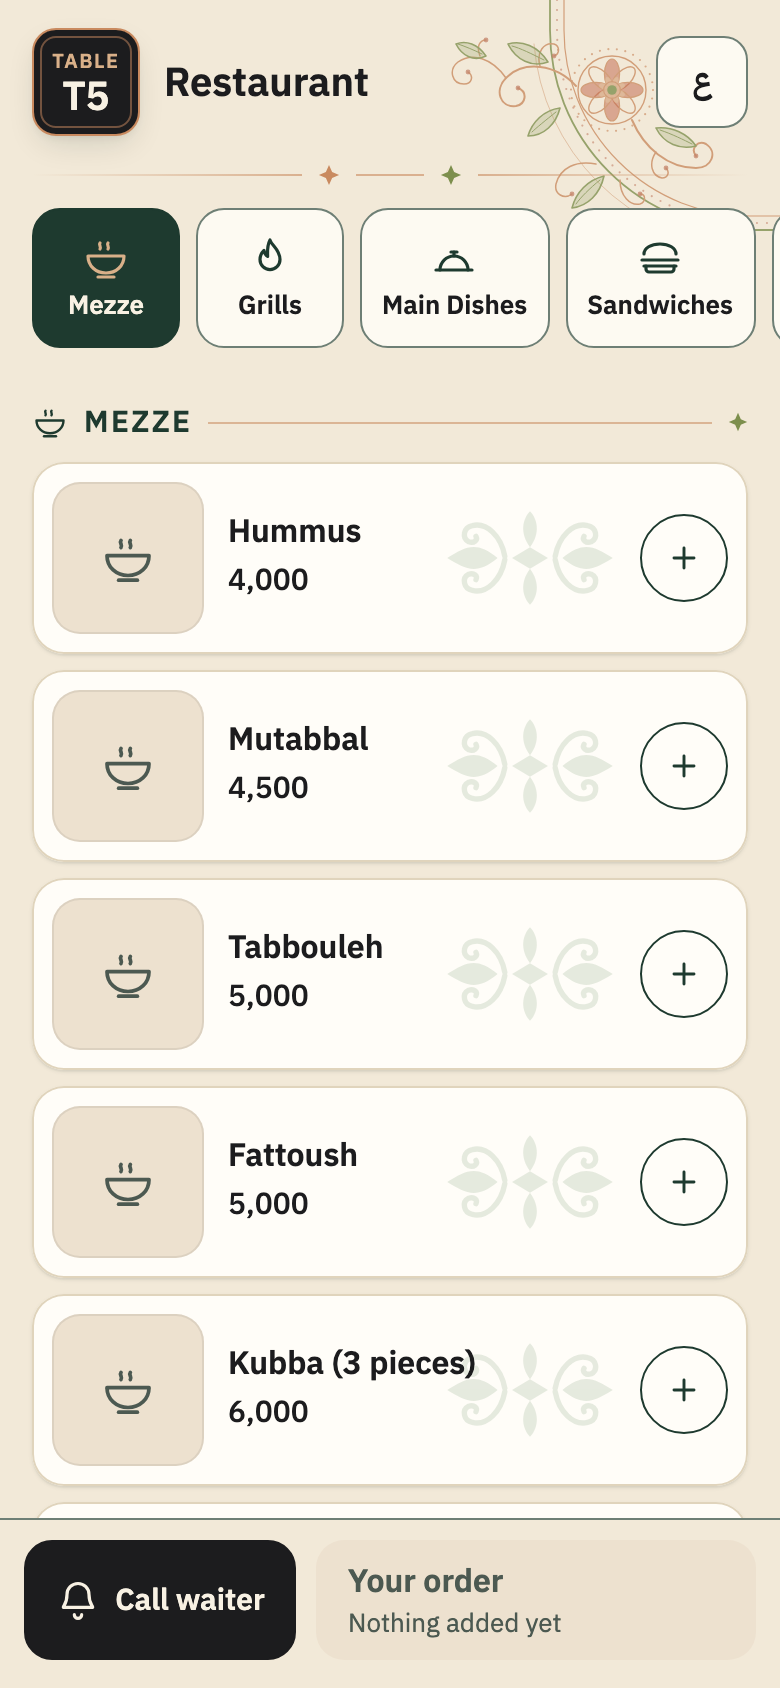 TABLE
T5
Restaurant
ع
Mezze
Grills
Main Dishes
Sandwiches
MEZZE
Hummus
4,000
Mutabbal
4,500
Tabbouleh
5,000
Fattoush
5,000
Kubba (3 pieces)
6,000
Call waiter
Your order
Nothing added yet